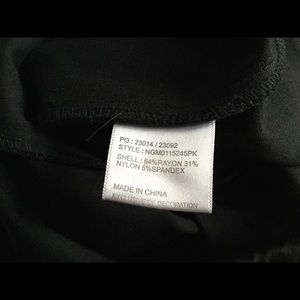 PO : 23014 / 23092
STYLE : NGM0115245PK
SHELL : 64%RAYON 31%
NYLON 5%SPANDEX
MADE IN CHINA
EXCLUSIVE OF DECORATION